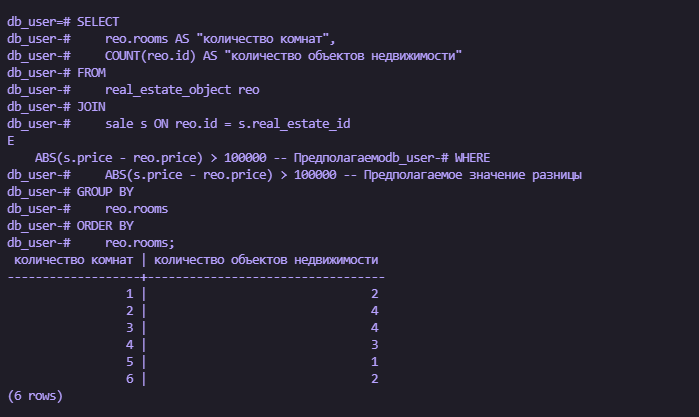 db_user=# SELECT
db_user-#     reo.rooms AS "количество комнат",
db_user-#     COUNT(reo.id) AS "количество объектов недвижимости"
db_user-# FROM
db_user-#     real_estate_object reo
db_user-# JOIN
db_user-#     sale s ON reo.id = s.real_estate_id
E
    ABS(s.price - reo.price) > 100000 -- Предполагаемоdb_user-# WHERE
db_user-#     ABS(s.price - reo.price) > 100000 -- Предполагаемое значение разницы
db_user-# GROUP BY
db_user-#     reo.rooms
db_user-# ORDER BY
db_user-#     reo.rooms;
 количество комнат | количество объектов недвижимости
-------------------+----------------------------------
                 1 |                                2
                 2 |                                4
                 3 |                                4
                 4 |                                3
                 5 |                                1
                 6 |                                2
(6 rows)